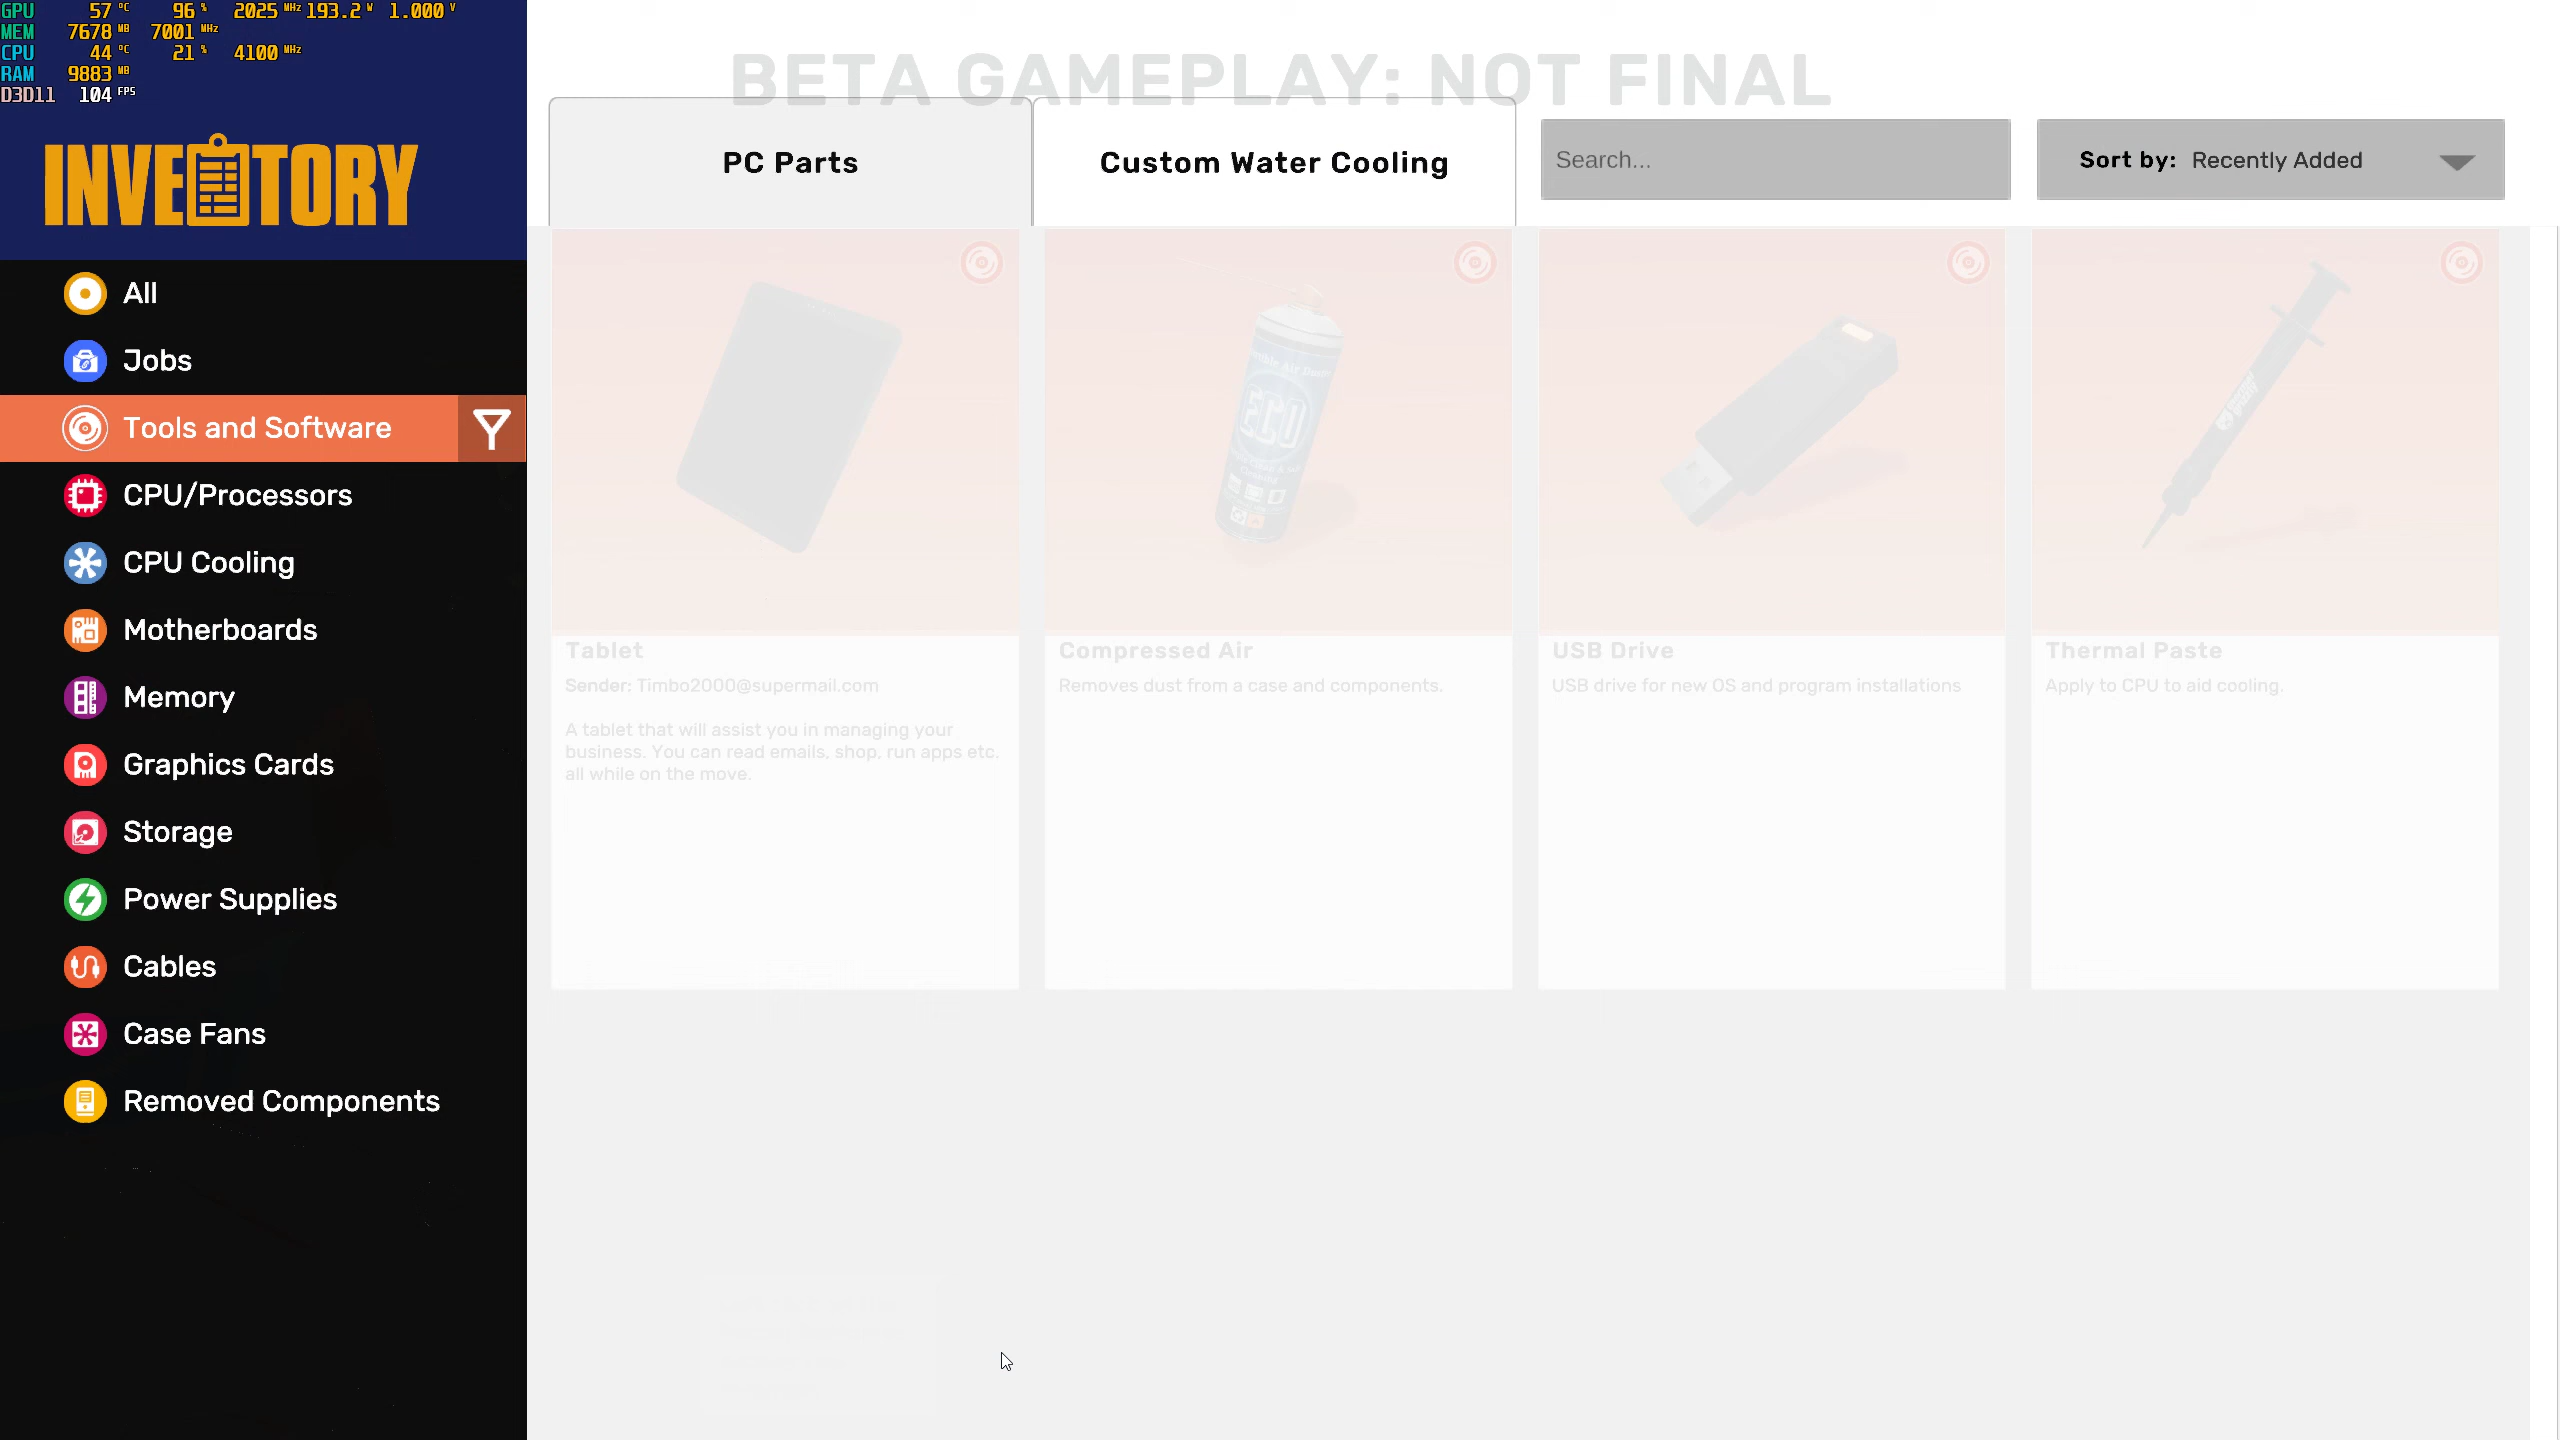 GPU 57 °C 96 % 2025 MHz 193.2 W 1.000 V
MEM 7678 MB 7001 MHz
CPU 44 °C 21 % 4100 MHz
RAM 9883 MB
D3D11 104 FPS
BETA GAMEPLAY: NOT FINAL
INVENTORY
PC Parts
Custom Water Cooling
Search...
Sort by: Recently Added
All
Jobs
Tools and Software
CPU/Processors
CPU Cooling
Motherboards
Memory
Graphics Cards
Storage
Power Supplies
Cables
Case Fans
Removed Components
ECO
Tablet
Sender: Timbo2000@supermail.com
A tablet that will assist you in managing your
business. You can read emails, shop, run apps etc.
all while on the move.
Compressed Air
Removes dust from a case and components.
USB Drive
USB drive for new OS and program installations
Thermal Paste
Apply to CPU to aid cooling.